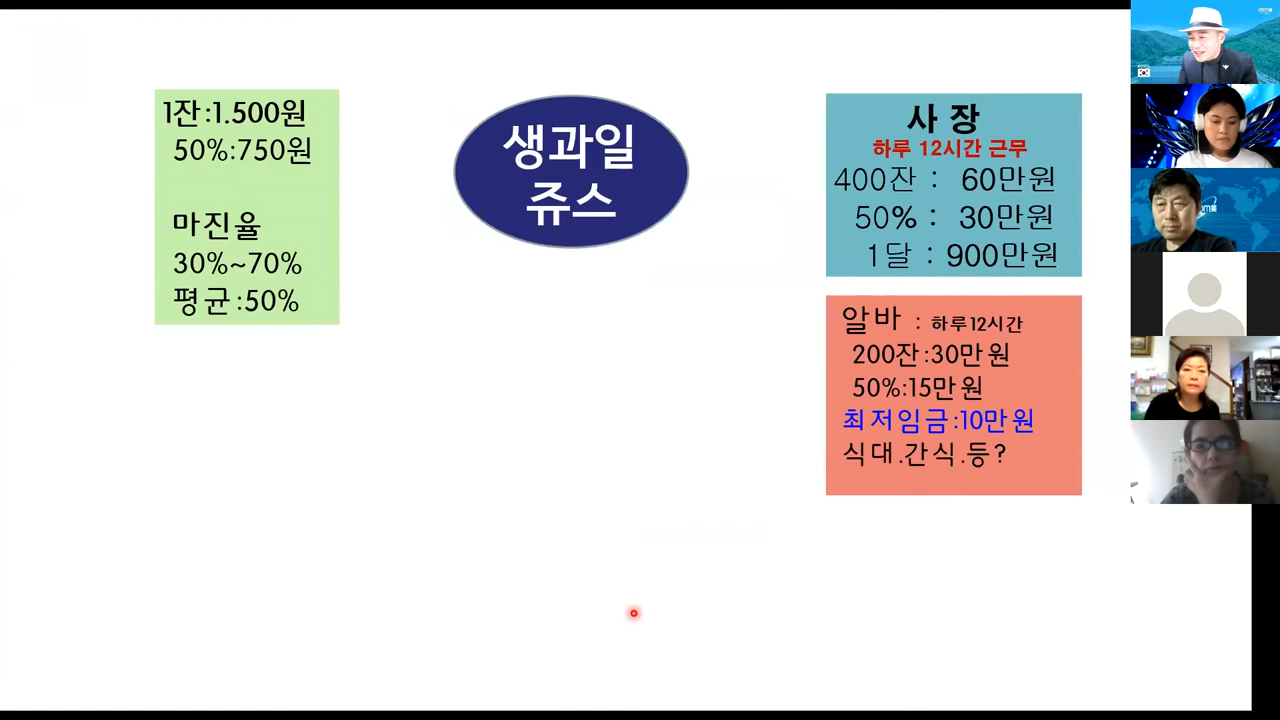 1잔:1.500원
50%:750원
마진율
30%~70%
평균:50%
생과일
쥬스
사 장
하루 12시간 근무
400잔 : 60만원
50% : 30만원
1달 : 900만원
알바 : 하루12시간
200잔:30만원
50%:15만원
최저임금:10만원
식대.간식.등?